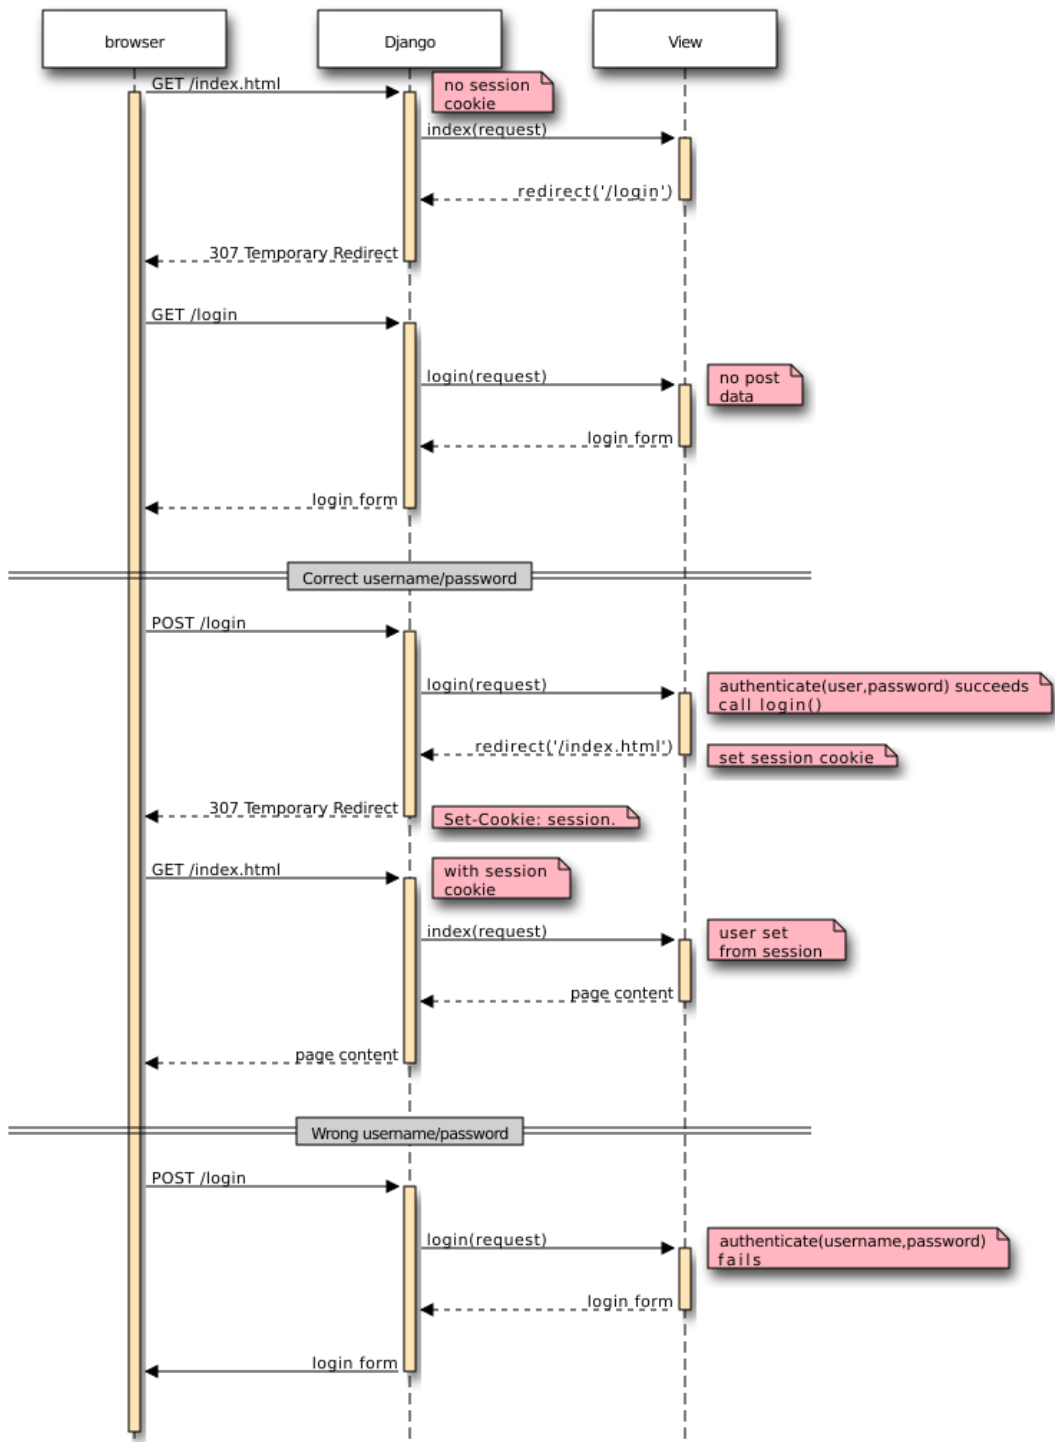 browser
Django
View
GET /index.html
no session
cookie
index(request)
redirect('/login')
307 Temporary Redirect
GET /login
login(request)
no post
data
login form
login form
Correct username/password
POST /login
login(request)
authenticate(user,password) succeeds
call login()
redirect('/index.html')
set session cookie
307 Temporary Redirect
Set-Cookie: session.
GET /index.html
with session
cookie
index(request)
user set
from session
page content
page content
Wrong username/password
POST /login
login(request)
authenticate(username,password)
fails
login form
login form